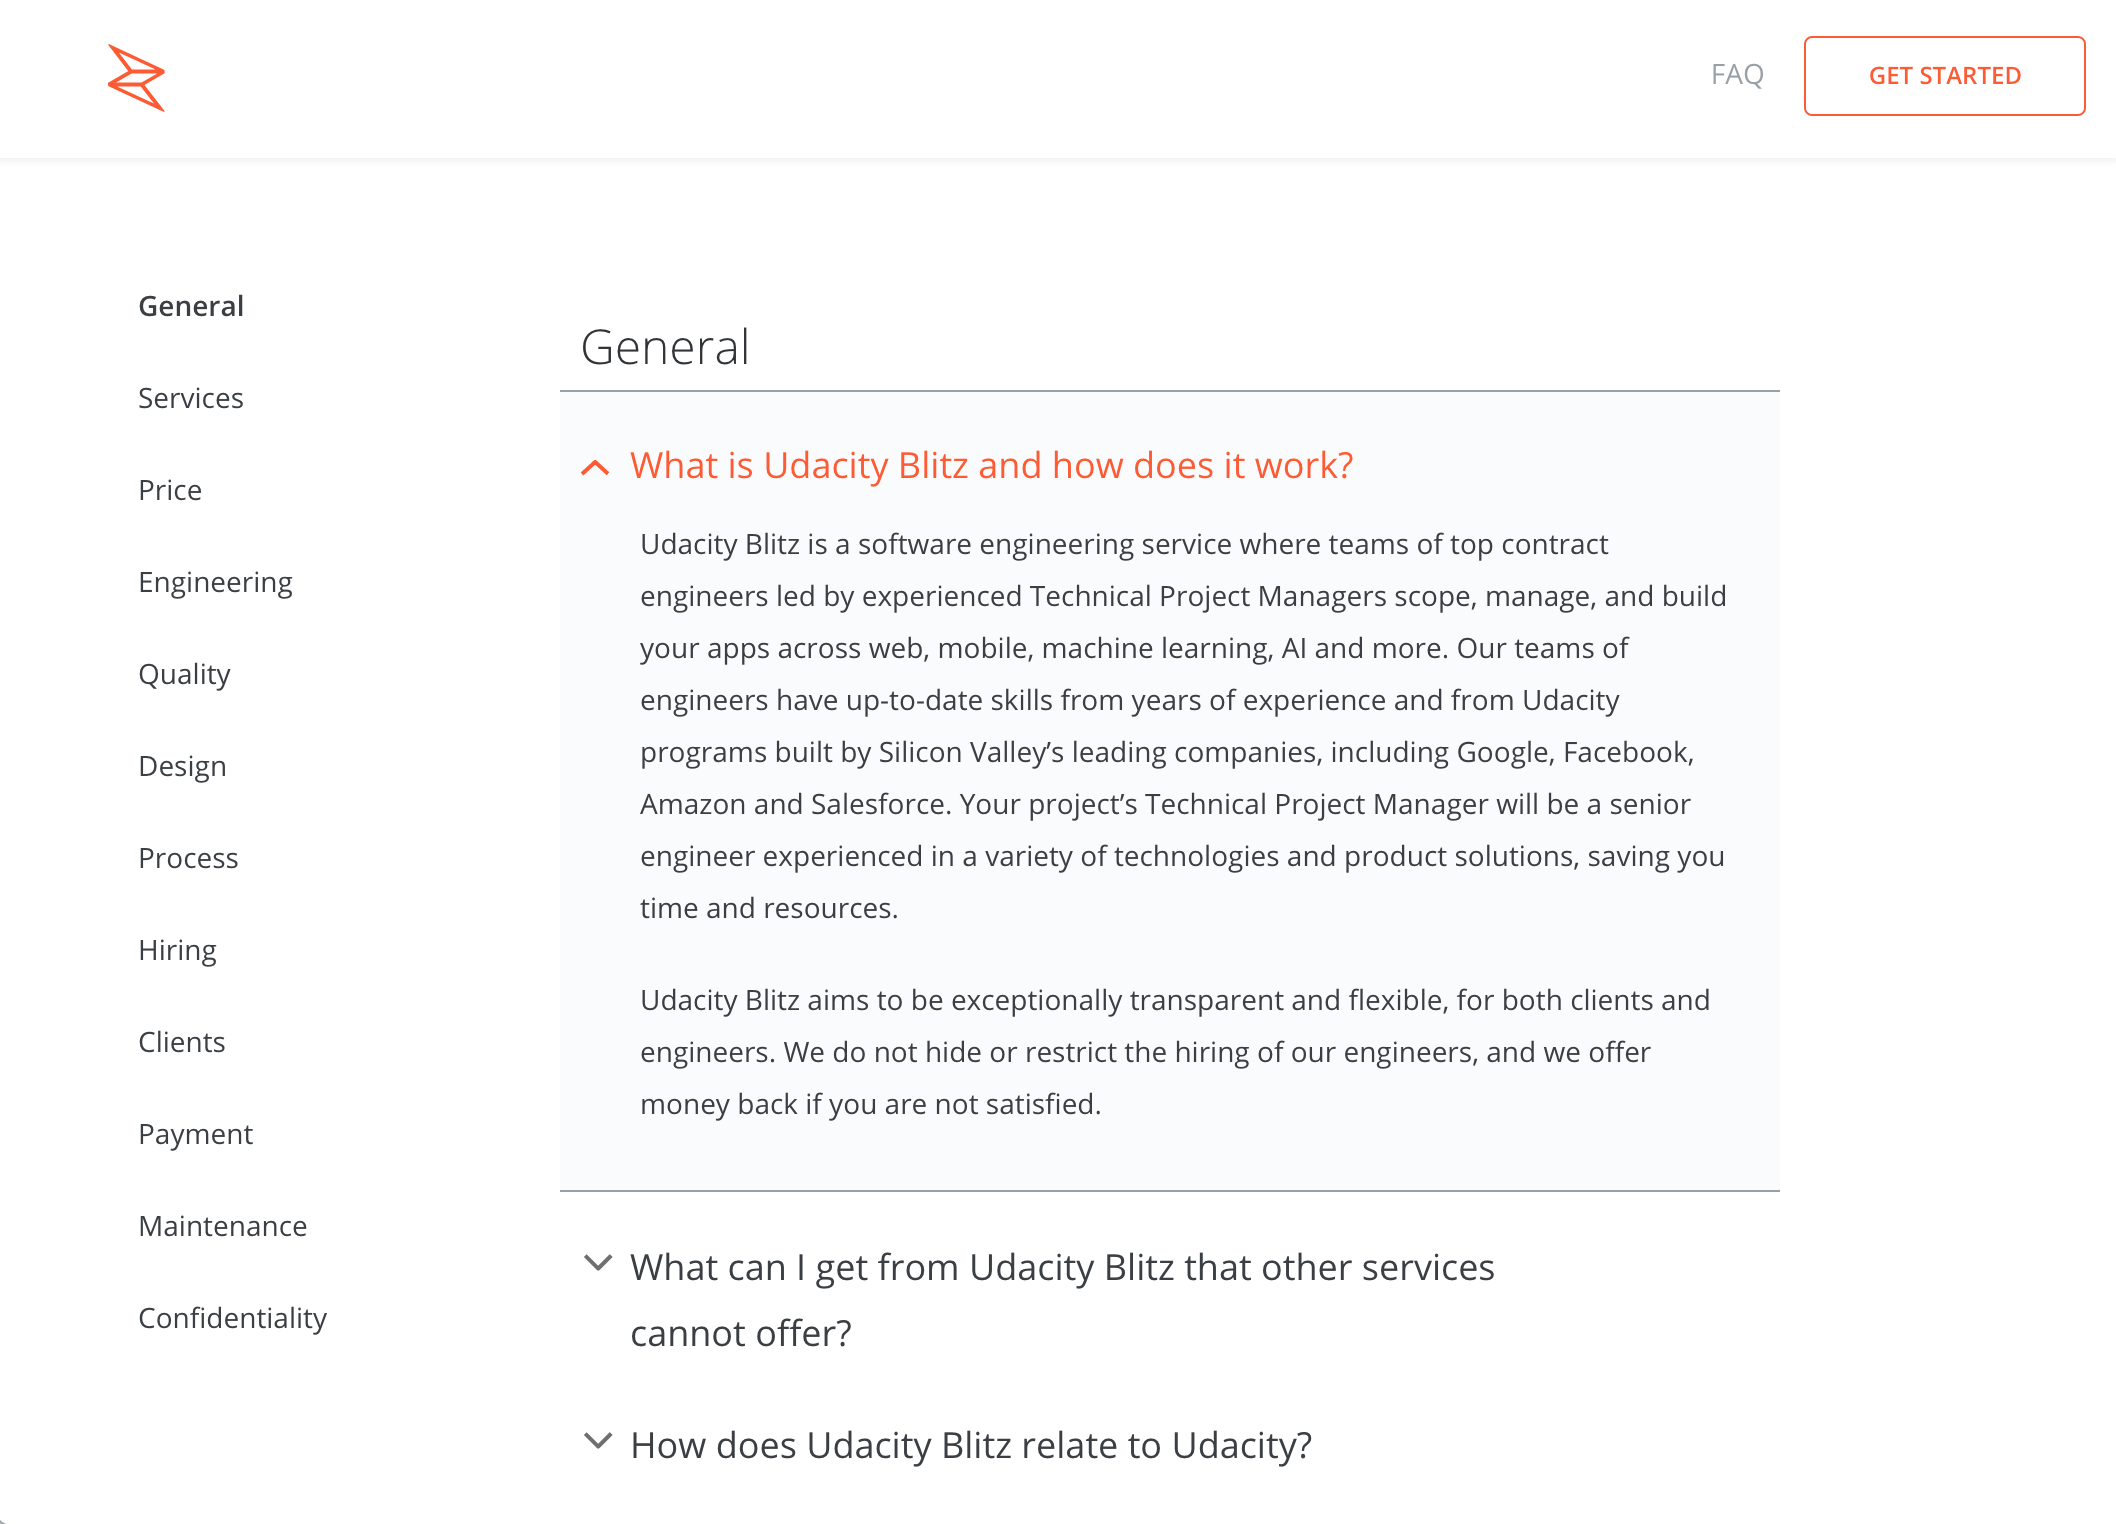 FAQ
GET STARTED
General
Services
Price
Engineering
Quality
Design
Process
Hiring
Clients
Payment
Maintenance
Confidentiality
General
What is Udacity Blitz and how does it work?
Udacity Blitz is a software engineering service where teams of top contract
engineers led by experienced Technical Project Managers scope, manage, and build
your apps across web, mobile, machine learning, AI and more. Our teams of
engineers have up-to-date skills from years of experience and from Udacity
programs built by Silicon Valley’s leading companies, including Google, Facebook,
Amazon and Salesforce. Your project’s Technical Project Manager will be a senior
engineer experienced in a variety of technologies and product solutions, saving you
time and resources.
Udacity Blitz aims to be exceptionally transparent and flexible, for both clients and
engineers. We do not hide or restrict the hiring of our engineers, and we offer
money back if you are not satisfied.
What can I get from Udacity Blitz that other services
cannot offer?
How does Udacity Blitz relate to Udacity?